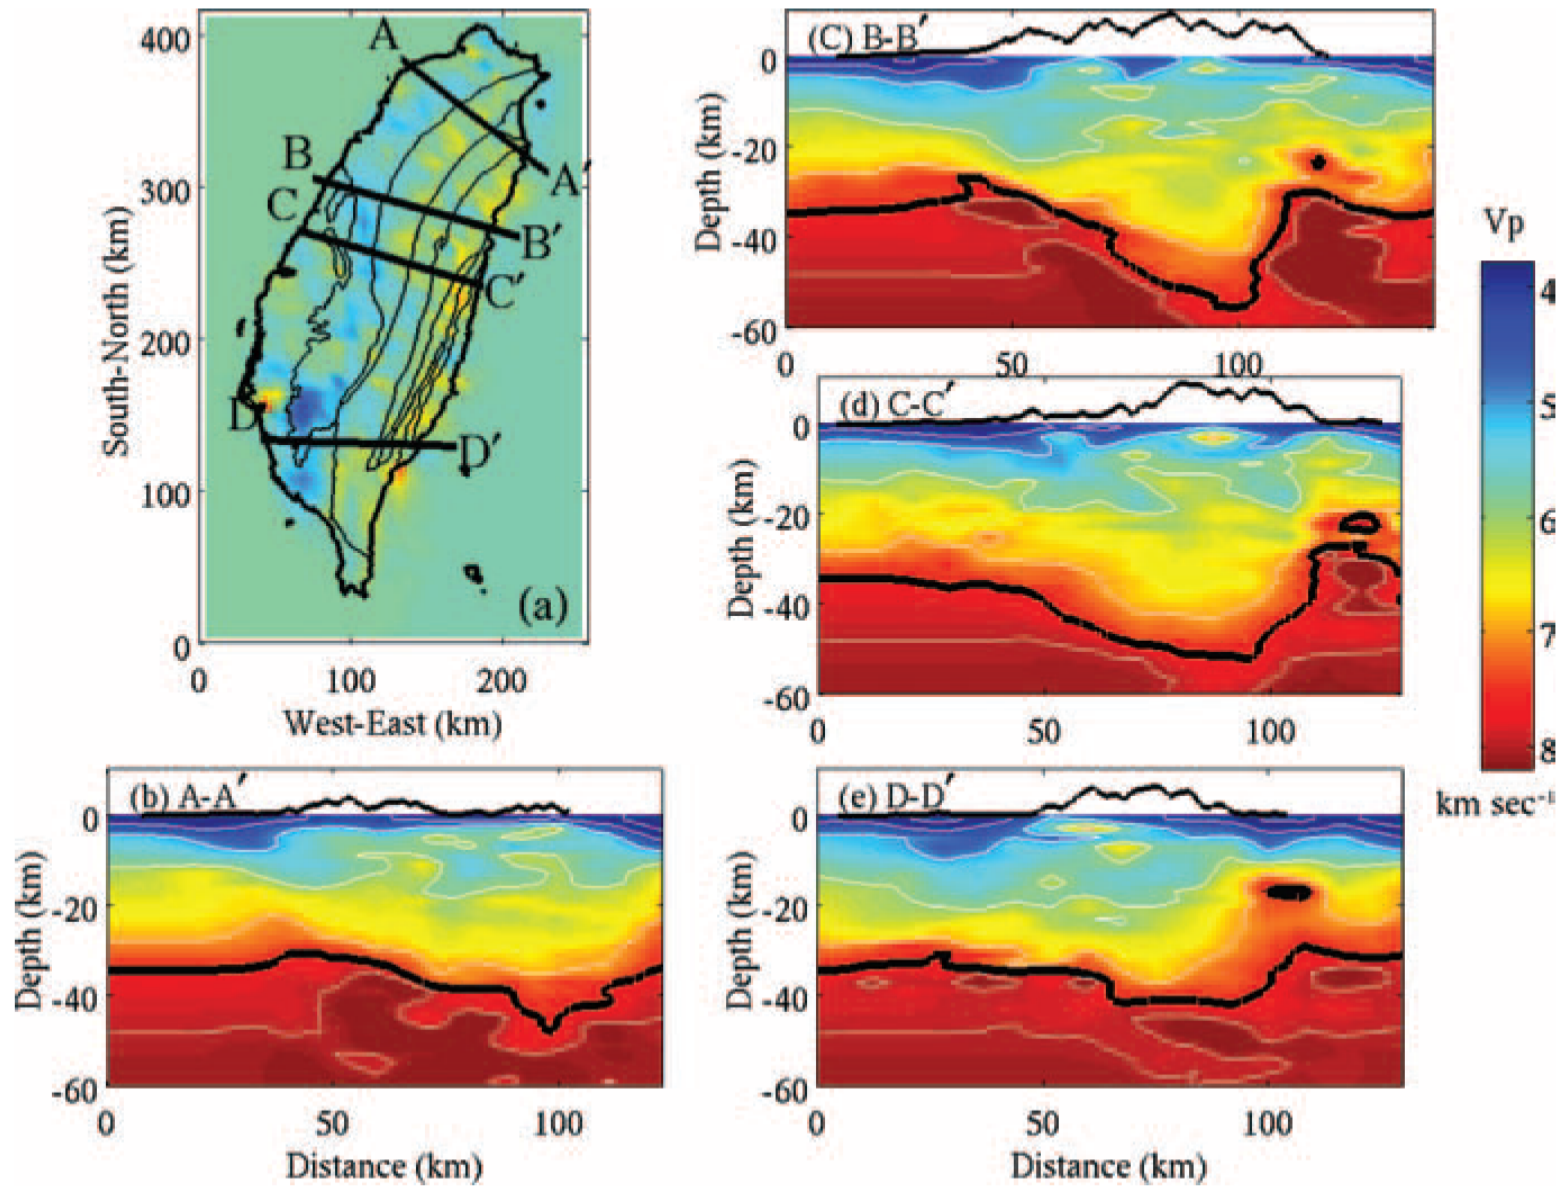 400
300
200
100
0
South-North (km)
A
B
C
D
A′
B′
C′
D′
(a)
0
100
200
West-East (km)
(b) A-A′
0
-20
-40
-60
Depth (km)
0
50
100
Distance (km)
(C) B-B′
0
-20
-40
-60
Depth (km)
0
50
100
(d) C-C′
0
-20
-40
-60
Depth (km)
0
50
100
(e) D-D′
0
-20
-40
-60
Depth (km)
0
50
100
Distance (km)
Vp
4
5
6
7
8
km sec⁻¹